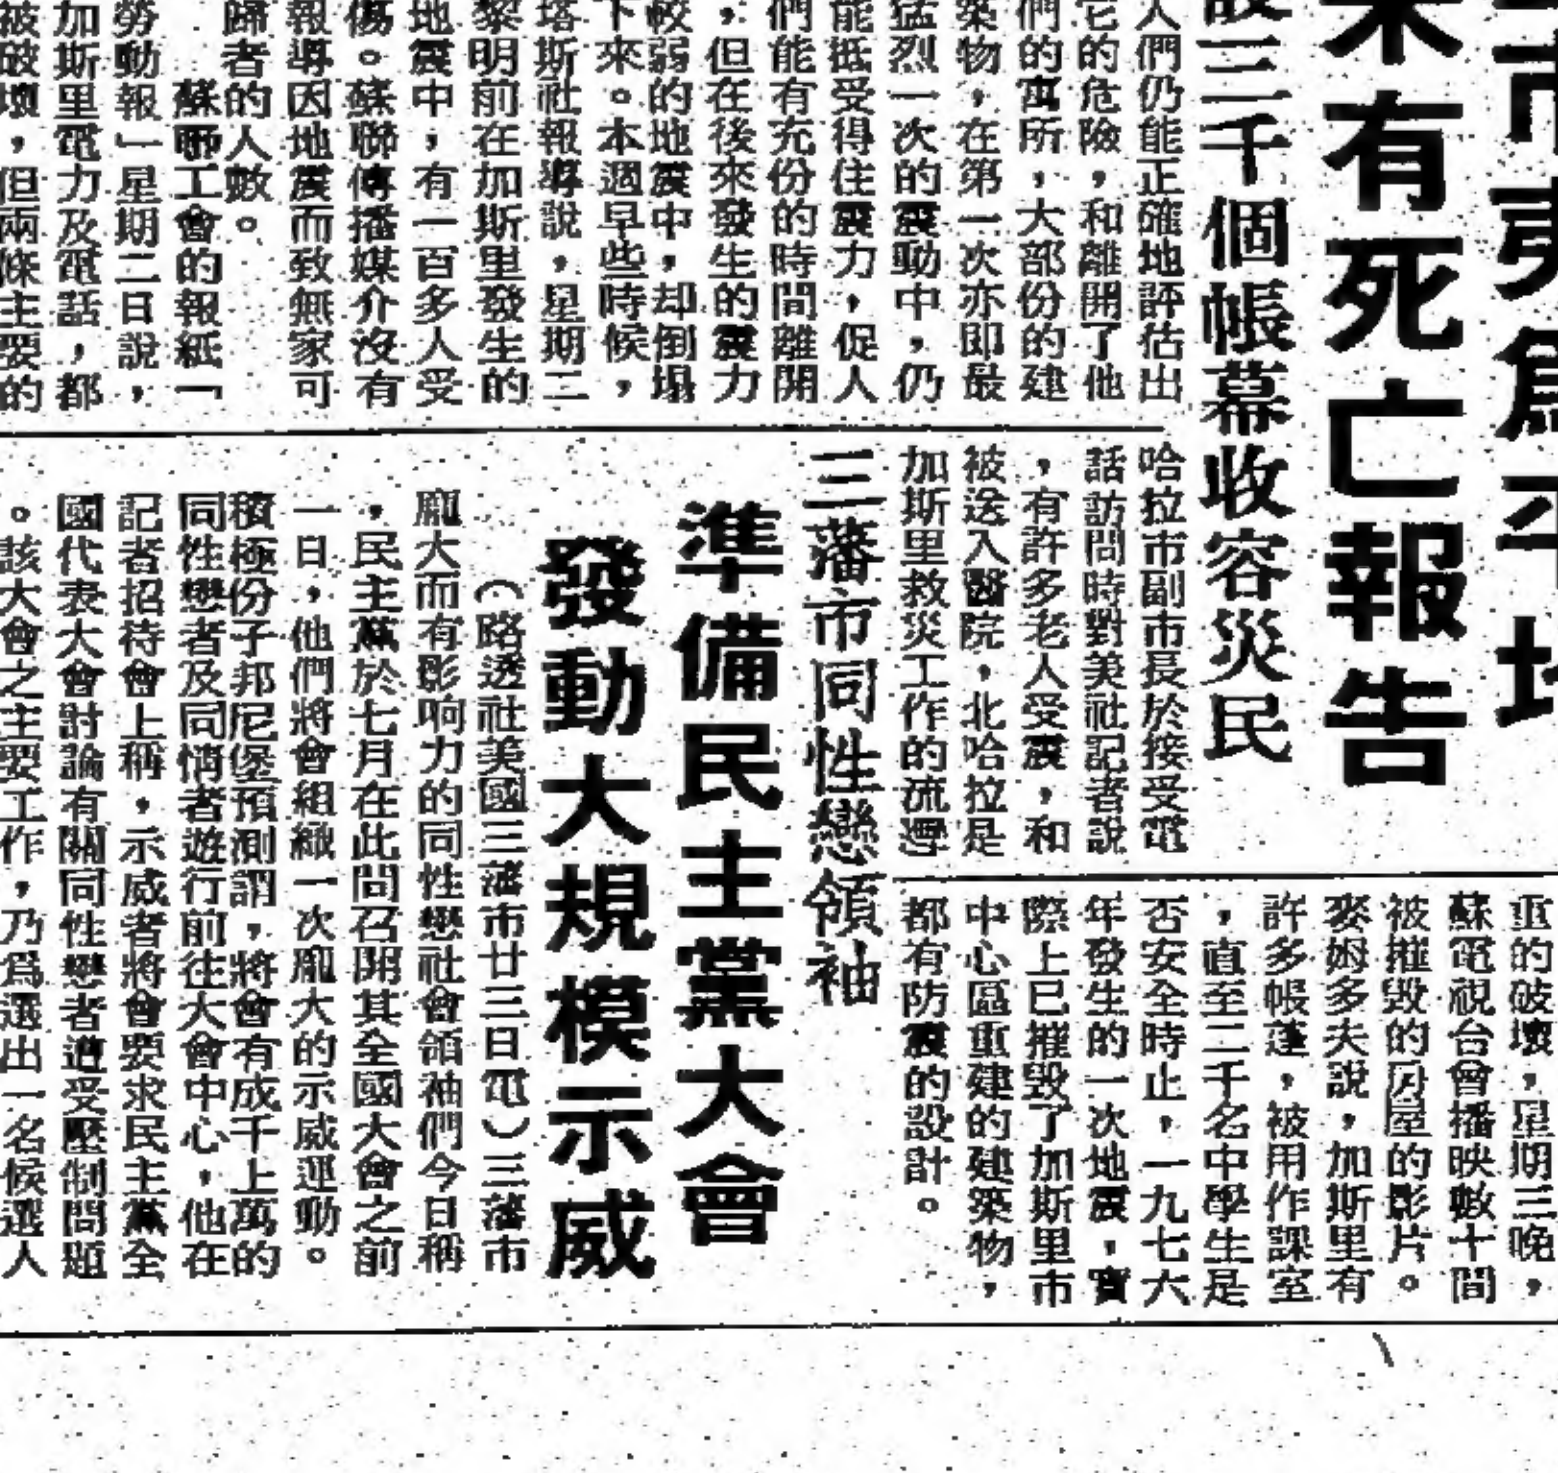 市夷爲平地
未有死亡報告
設三千個帳幕收容災民
人們仍能正確地評估出
它的危險，和離開了他
們的寓所，大部份的建
築物，在第一次亦即最
猛烈一次的震動中，仍
能抵受得住震力，促人
們能有充份的時間離開
，但在後來發生的震力
較弱的地震中，却倒塌
下來。本週早些時候，
塔斯社報導說，星期二
黎明前在加斯里發生的
地震中，有一百多人受
傷。蘇聯傳播媒介沒有
報導因地震而致無家可
歸者的人數。
蘇聯工會的報紙「
勞動報」星期二日說，
加斯里電力及電話，都
被破壞，但兩條主要的
哈拉市副市長於接受電
話訪問時對美社記者說
，有許多老人受震，和
被送入醫院，北哈拉是
加斯里救災工作的流
重的破壞，星期三晚，
蘇電視台曾播映數十間
被摧毀的房屋的影片。
麥姆多夫說，加斯里有
許多帳蓬，被用作課室
，直至二千名中學生是
否安全時止，一九七六
年發生的一次地震，實
際上已摧毀了加斯里市
中心區重建的建築物，
都有防震的設計。
三藩市同性戀領袖
準備民主黨大會
發動大規模示威
（路透社美國三藩市廿三日電）三藩市
龐大而有影响力的同性戀社會領袖們今日稱
，民主黨於七月在此間召開其全國大會之前
一日，他們將會組織一次龐大的示威運動。
積極份子邦尼堡預測謂，將會有成千上萬的
同性戀者及同情者遊行前往大會中心，他在
記者招待會上稱，示威者將會要求民主黨全
國代表大會討論有關同性戀者遭受壓制問題
。該大會之主要工作，乃爲選出一名候選人